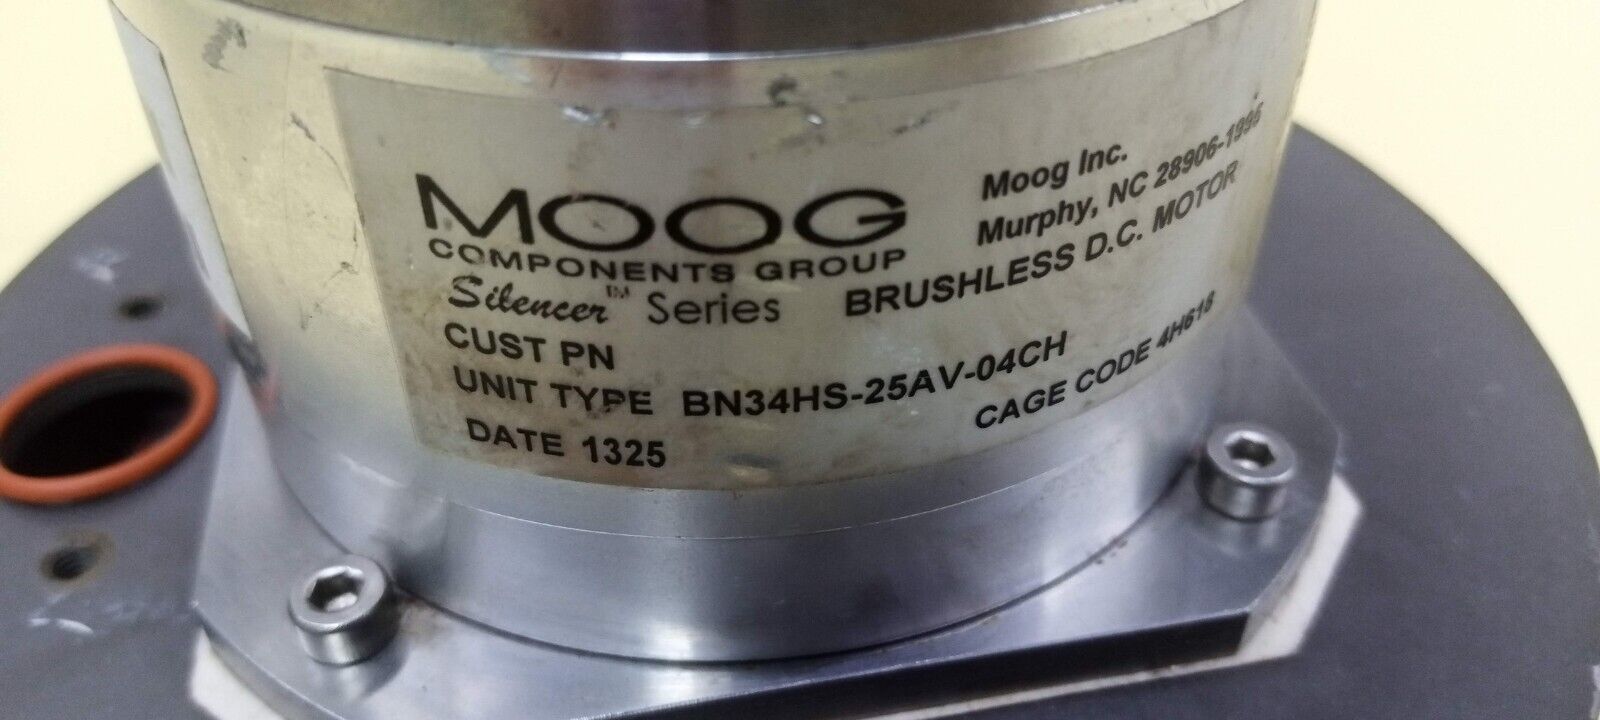 MOOG
COMPONENTS GROUP
Moog Inc.
Murphy, NC 28906-1995
Silencer™ Series BRUSHLESS D.C. MOTOR
CUST PN
UNIT TYPE BN34HS-25AV-04CH
DATE 1325
CAGE CODE 4H618